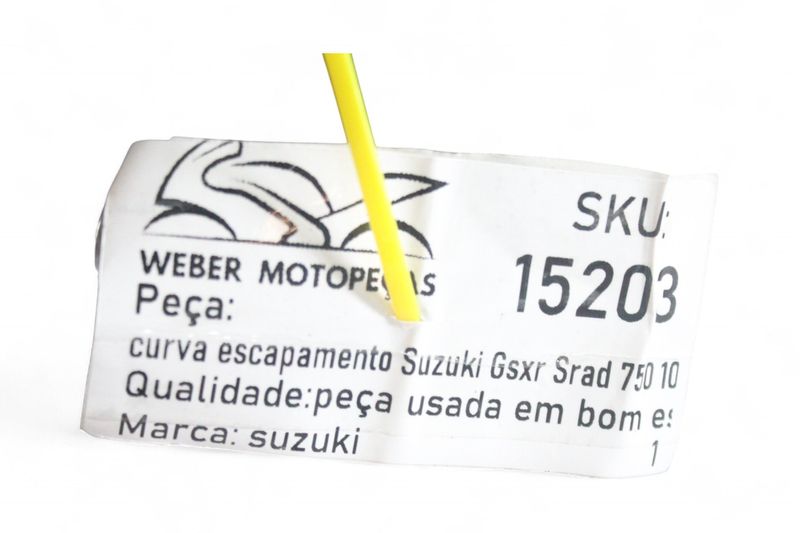 WEBER MOTOPEÇAS
SKU:
15203
Peça:
curva escapamento Suzuki Gsxr Srad 750 10
Qualidade:peça usada em bom es
Marca: suzuki
1